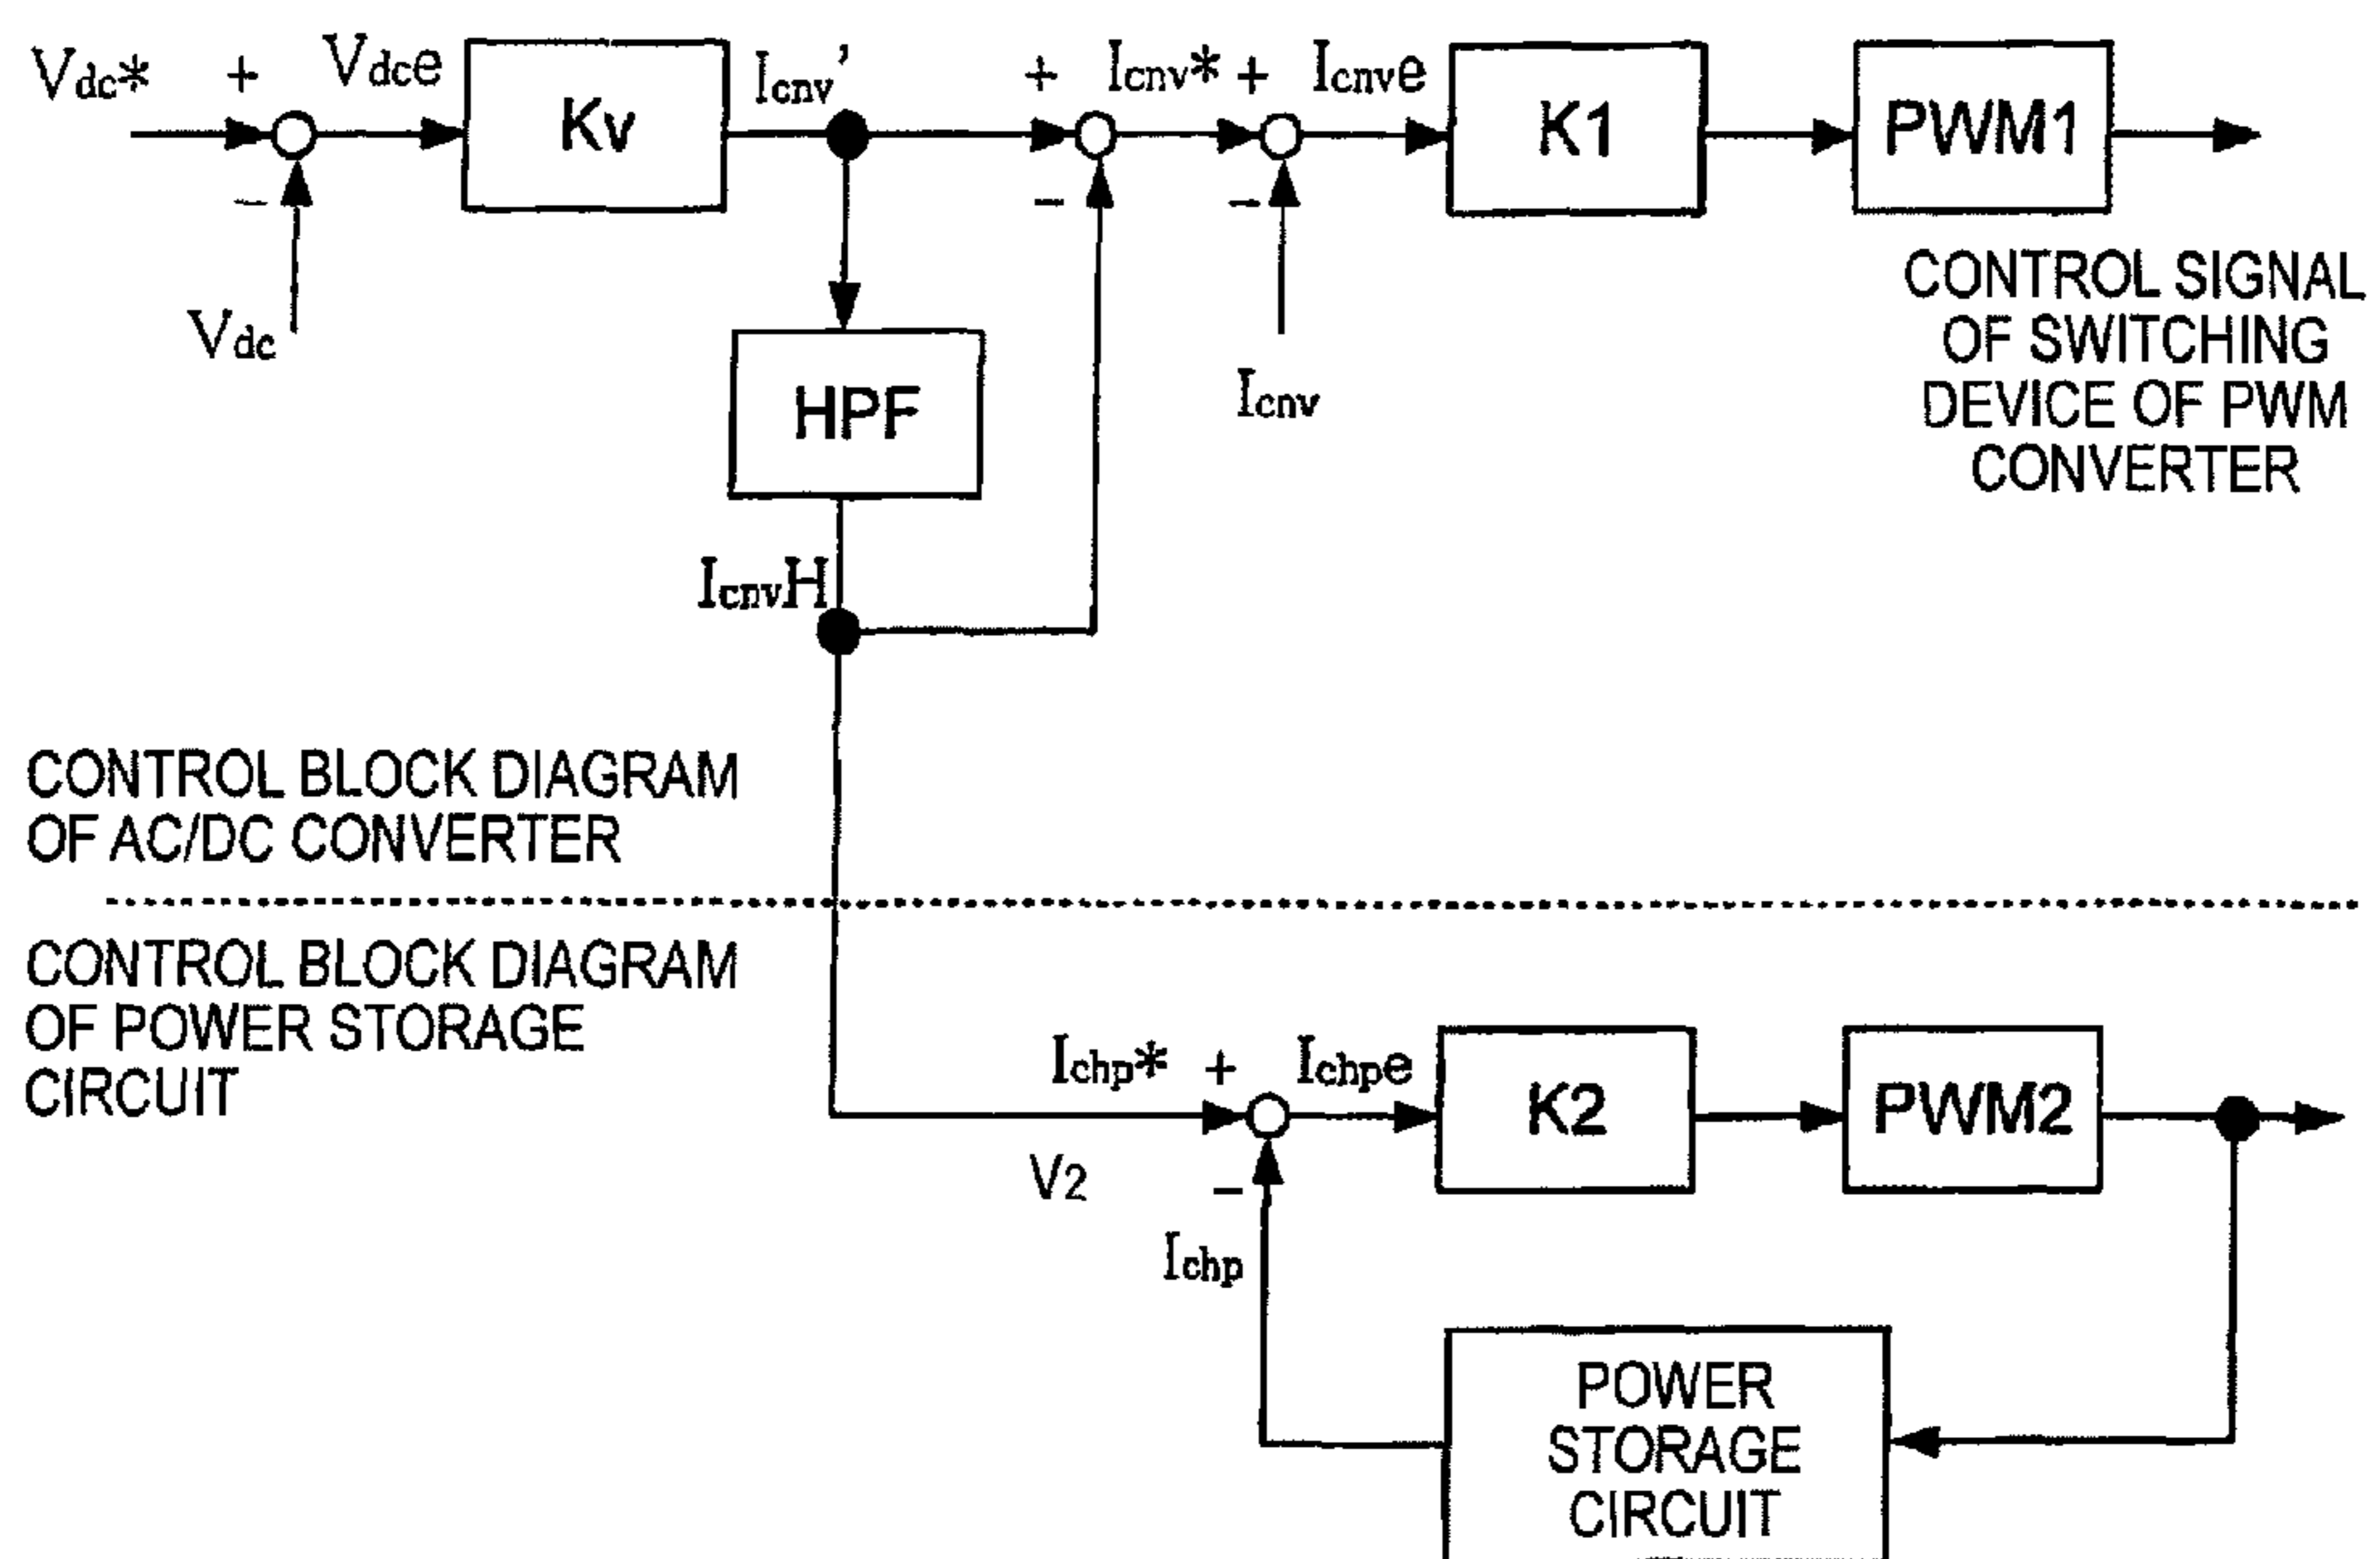 Vdc* + Vdce Kv Icnv' + Icnv* + Icnve K1 PWM1
− − −
Vdc
HPF
Icnv
CONTROL SIGNAL
OF SWITCHING
DEVICE OF PWM
CONVERTER
IcnvH
CONTROL BLOCK DIAGRAM
OF AC/DC CONVERTER
CONTROL BLOCK DIAGRAM
OF POWER STORAGE
CIRCUIT
Ichp* + Ichpe K2 PWM2
V2 −
Ichp
POWER
STORAGE
CIRCUIT